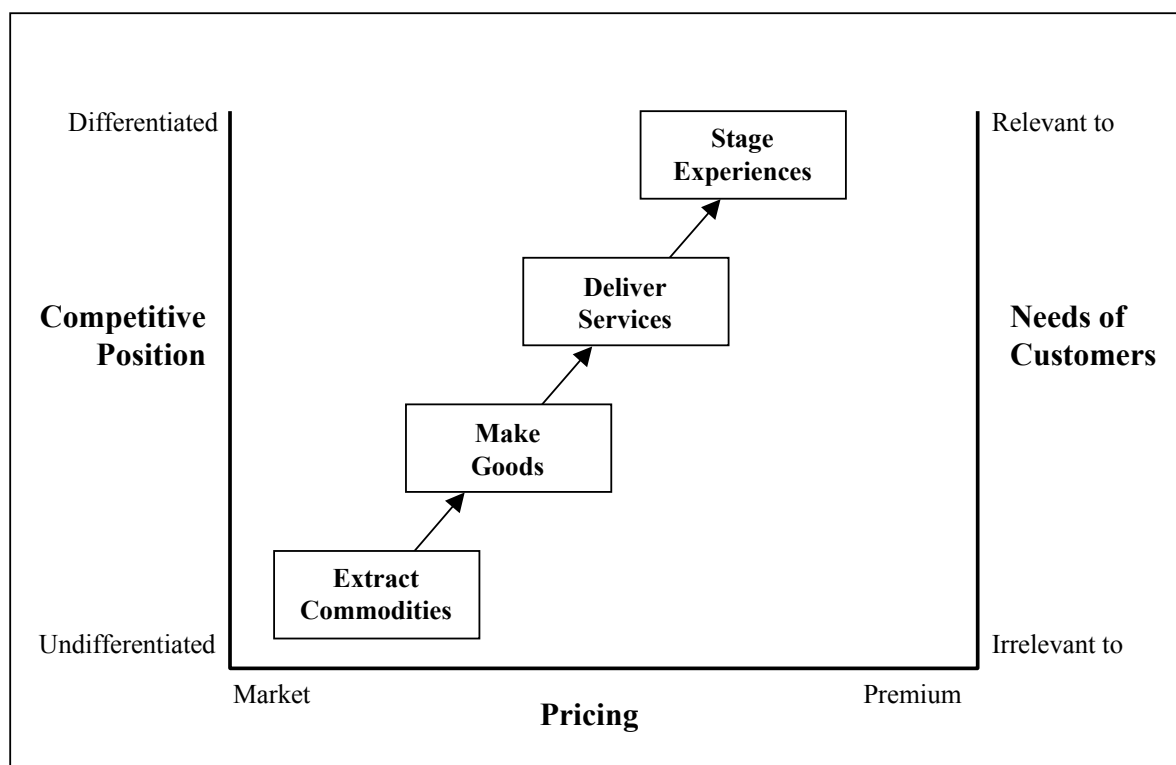 Differentiated
Stage
Experiences
Relevant to
Deliver
Services
Competitive
Position
Needs of
Customers
Make
Goods
Extract
Commodities
Undifferentiated
Irrelevant to
Market
Premium
Pricing